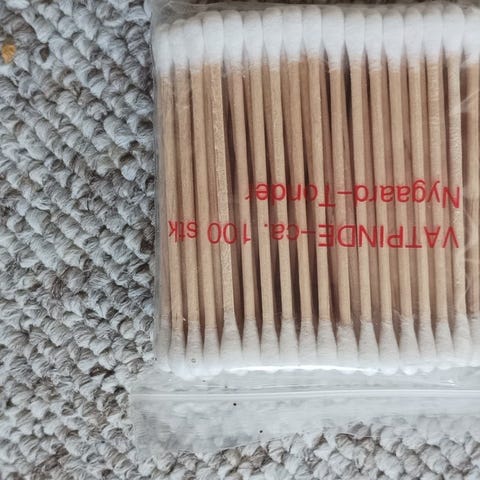 VATPINDE-ca. 100 stk
Nygaard-Tonder